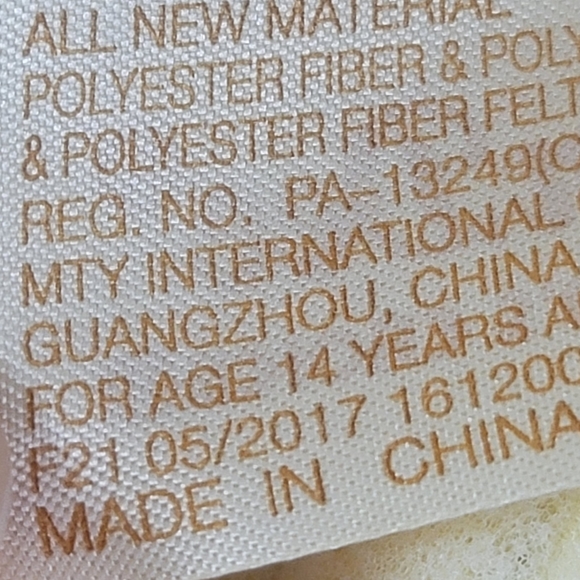 ALL NEW MATERIAL
POLYESTER FIBER & POLY
& POLYESTER FIBER FELT
REG. NO. PA-13249(C
MTY INTERNATIONAL
GUANGZHOU, CHINA
FOR AGE 14 YEARS A
F21 05/2017 161200
MADE IN CHINA